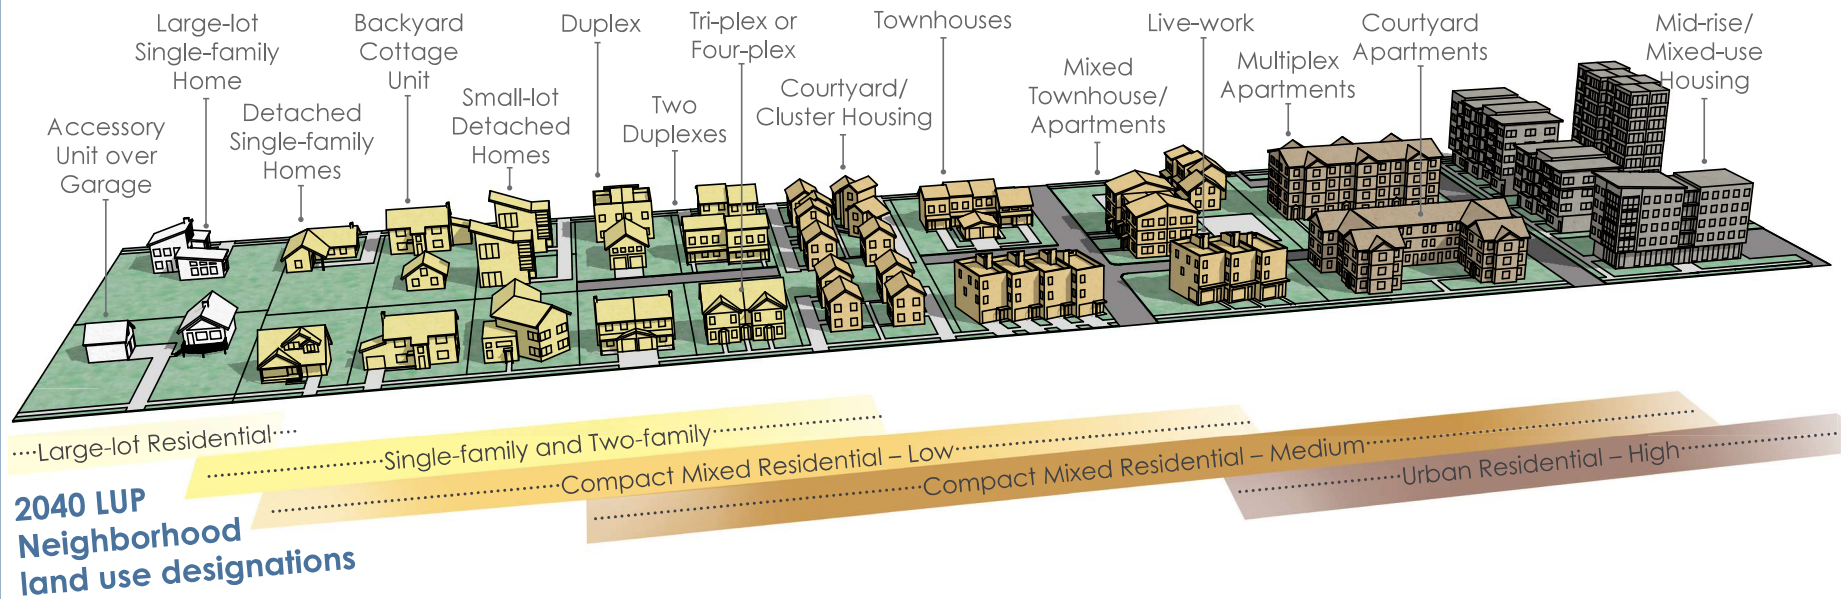 Accessory
Unit over
Garage
Large-lot
Single-family
Home
Detached
Single-family
Homes
Backyard
Cottage
Unit
Small-lot
Detached
Homes
Duplex
Two
Duplexes
Tri-plex or
Four-plex
Courtyard/
Cluster Housing
Townhouses
Mixed
Townhouse/
Apartments
Live-work
Multiplex
Apartments
Courtyard
Apartments
Mid-rise/
Mixed-use
Housing
Large-lot Residential
Single-family and Two-family
Compact Mixed Residential – Low
Compact Mixed Residential – Medium
Urban Residential – High
2040 LUP
Neighborhood
land use designations